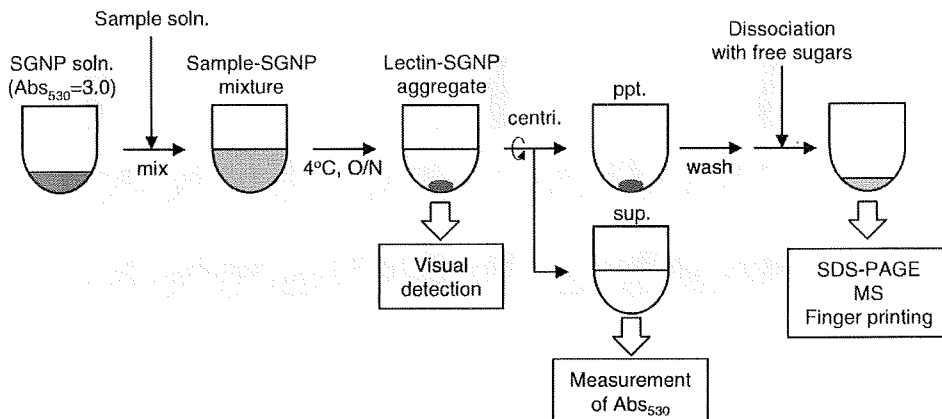 Sample soln.
SGNP soln.
(Abs530=3.0)
mix
Sample-SGNP
mixture
4°C, O/N
Lectin-SGNP
aggregate
Visual
detection
centri.
ppt.
sup.
Measurement
of Abs530
wash
Dissociation
with free sugars
SDS-PAGE
MS
Finger printing